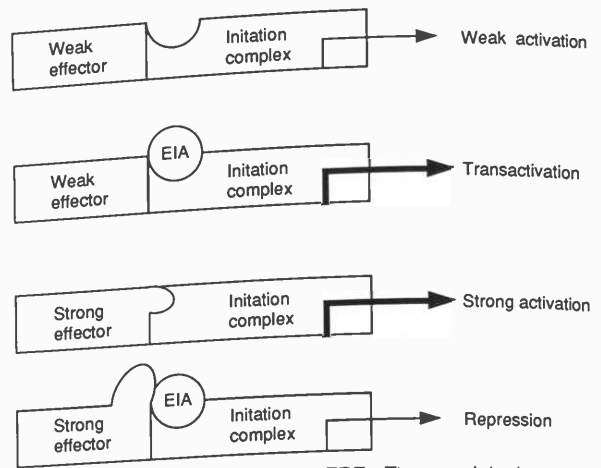 Weak
effector
Initation
complex
Weak activation
Weak
effector
EIA
Initation
complex
Transactivation
Strong
effector
Initation
complex
Strong activation
Strong
effector
EIA
Initation
complex
Repression